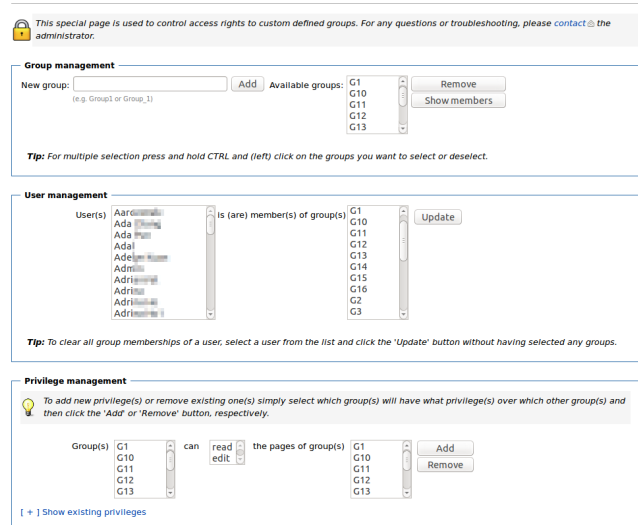 This special page is used to control access rights to custom defined groups. For any questions or troubleshooting, please contact the
administrator.
Group management
New group: Add Available groups: G1 G10 G11 G12 G13 Remove Show members
(e.g. Group1 or Group_1)
Tip: For multiple selection press and hold CTRL and (left) click on the groups you want to select or deselect.
User management
User(s)
Ada
Ada
Adal
is (are) member(s) of group(s)
G1
G10
G11
G12
G13
G14
G15
G16
G2
G3
Update
Tip: To clear all group memberships of a user, select a user from the list and click the 'Update' button without having selected any groups.
Privilege management
To add new privilege(s) or remove existing one(s) simply select which group(s) will have what privilege(s) over which other group(s) and
then click the 'Add' or 'Remove' button, respectively.
Group(s)
G1
G10
G11
G12
G13
can
read
edit
the pages of group(s)
G1
G10
G11
G12
G13
Add
Remove
[ + ] Show existing privileges